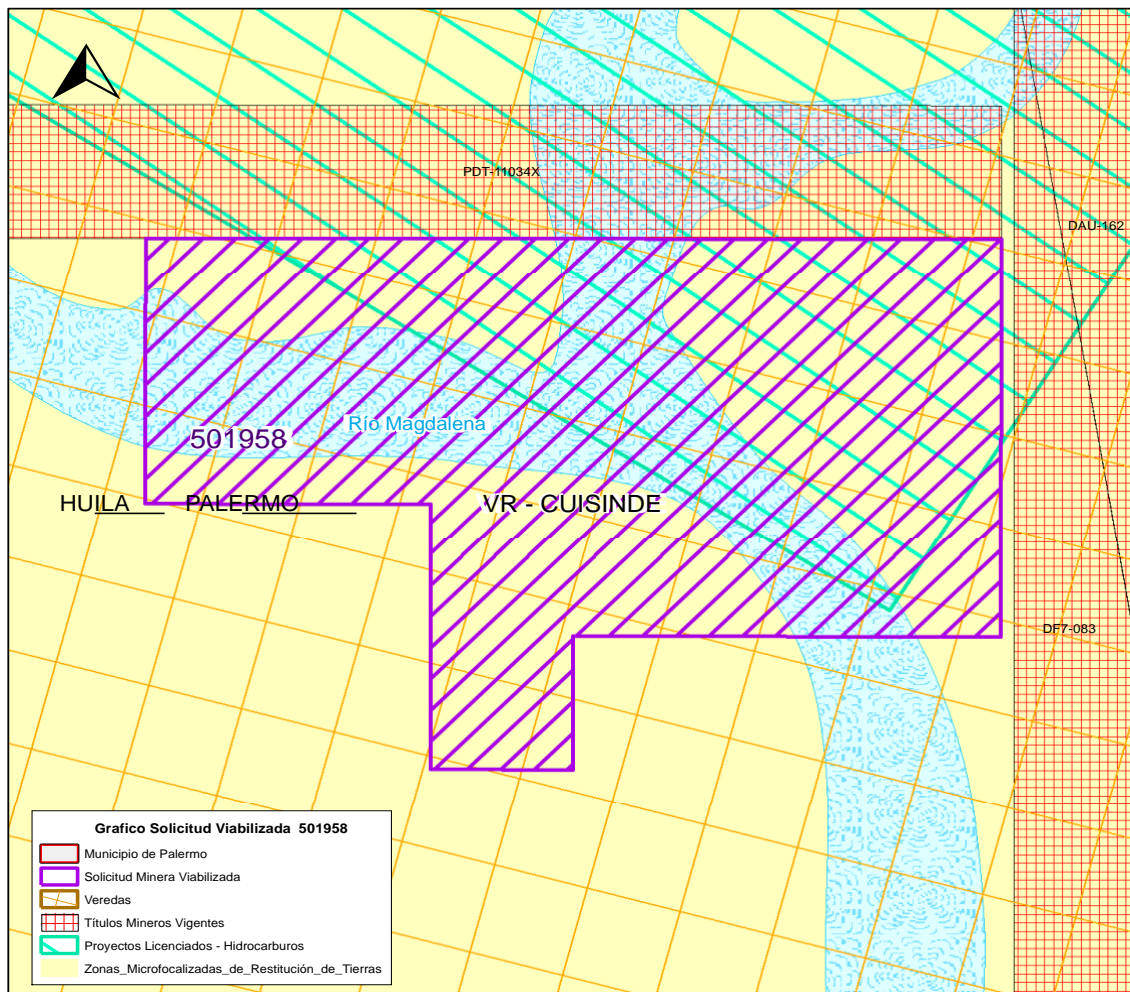 PDT-11034X
DAU-162
Río Magdalena
501958
HUILA PALERMO VR - CUISINDE
DF7-083
Grafico Solicitud Viabilizada 501958
Municipio de Palermo
Solicitud Minera Viabilizada
Veredas
Títulos Mineros Vigentes
Proyectos Licenciados - Hidrocarburos
Zonas_Microfocalizadas_de_Restitución_de_Tierras